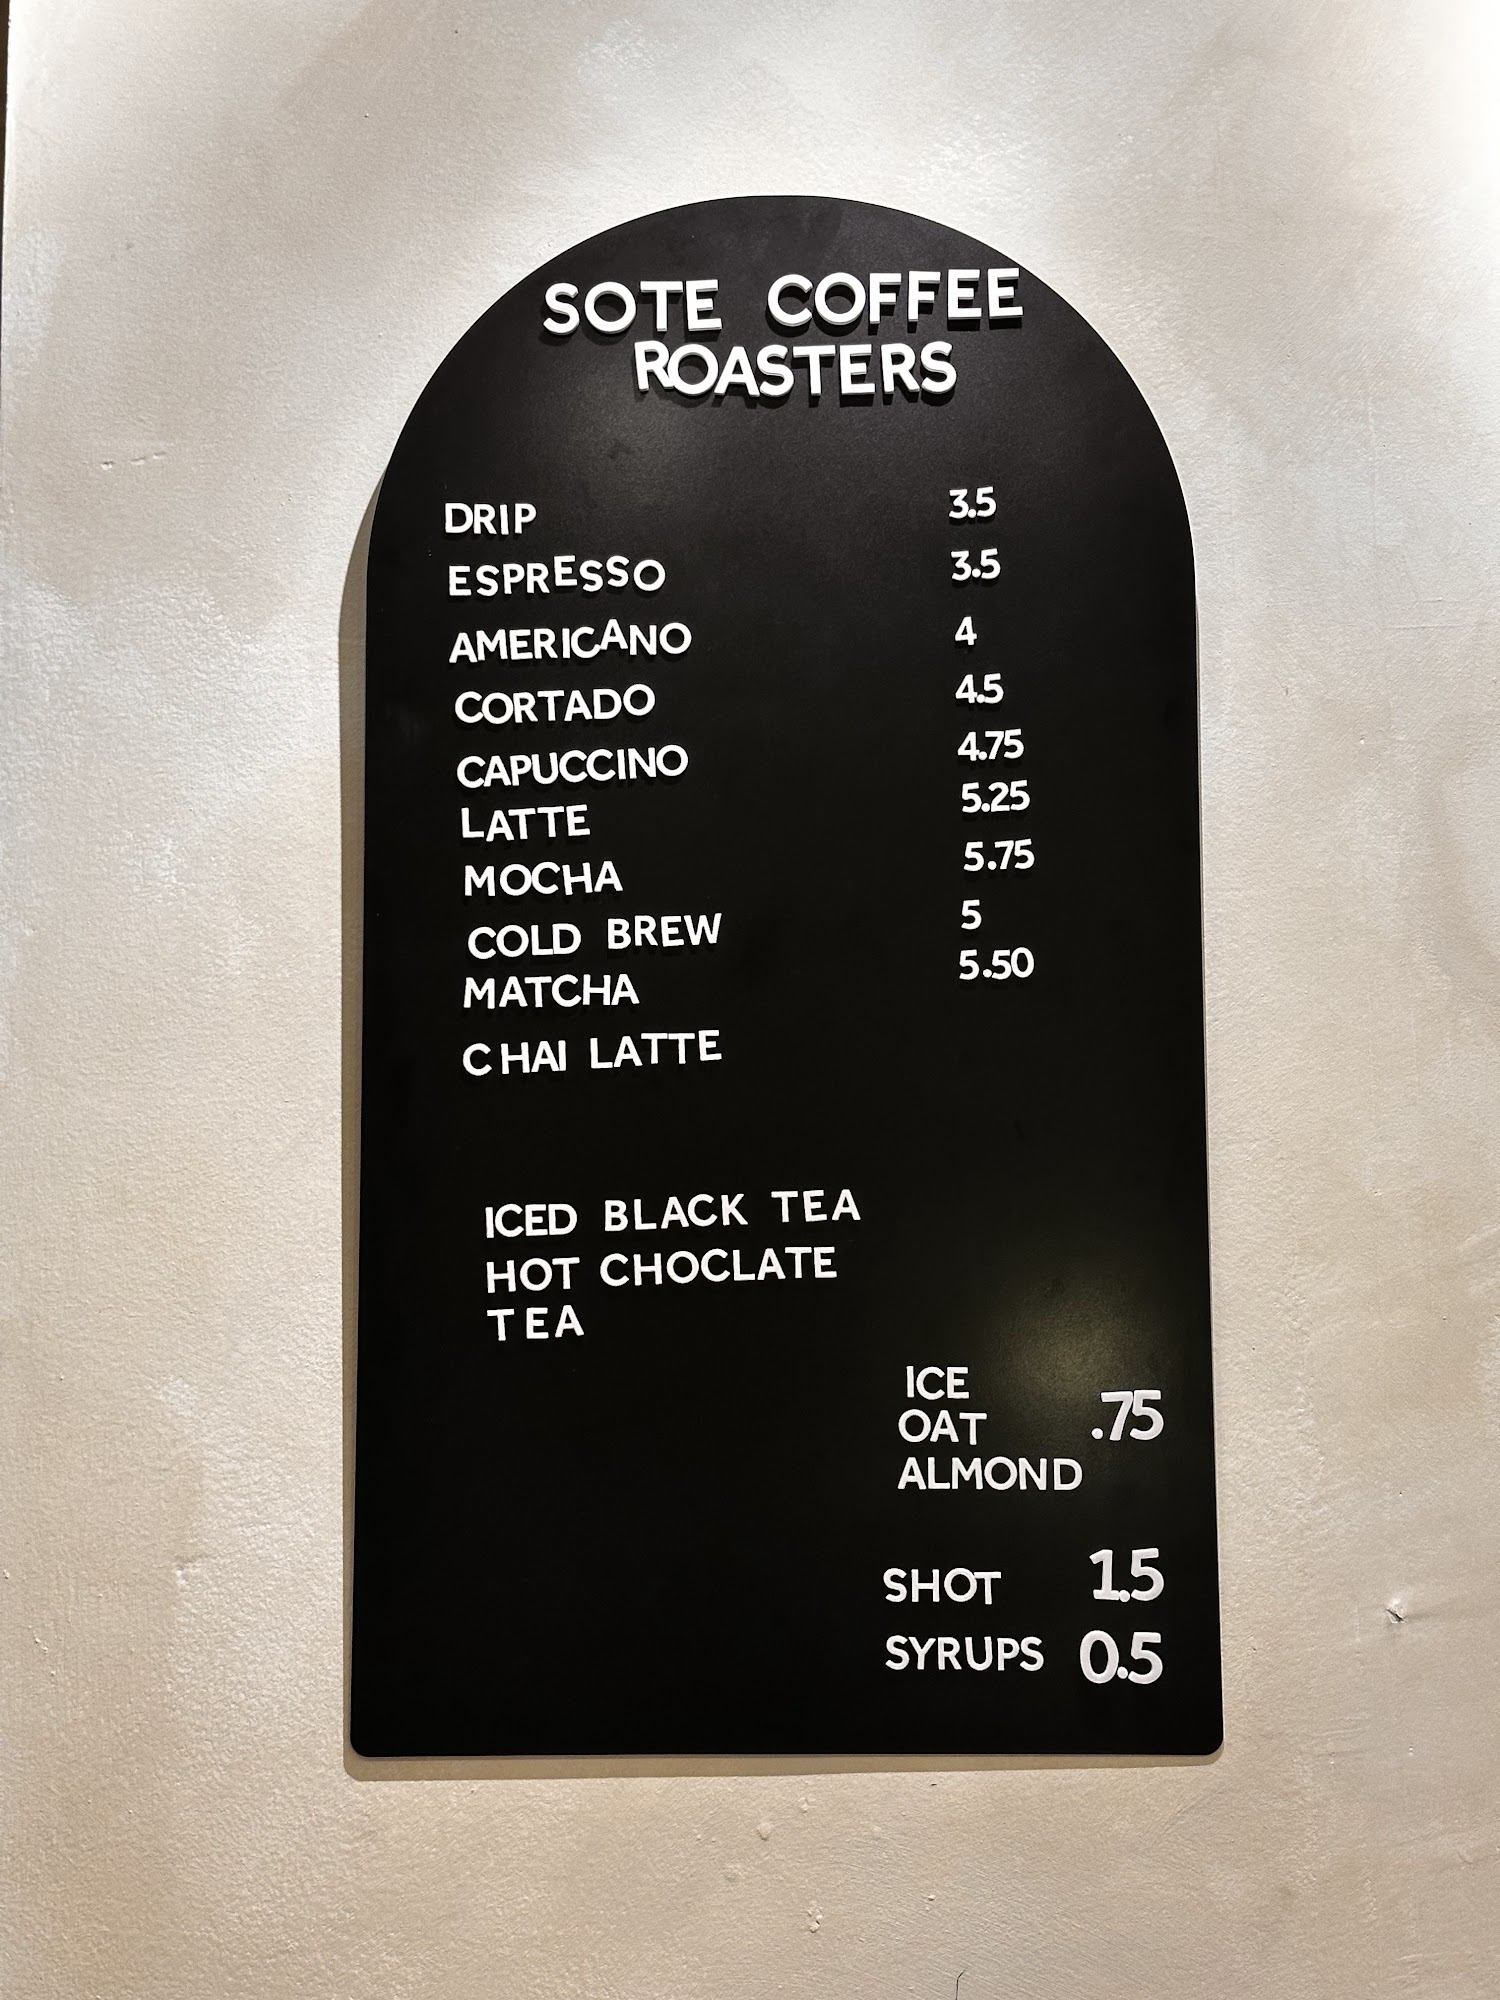 SOTE COFFEE
ROASTERS
DRIP 3.5
ESPRESSO 3.5
AMERICANO 4
CORTADO 4.5
CAPUCCINO 4.75
LATTE 5.25
MOCHA 5.75
COLD BREW 5
MATCHA 5.50
CHAI LATTE
ICED BLACK TEA
HOT CHOCLATE
TEA
ICE
OAT .75
ALMOND
SHOT 1.5
SYRUPS 0.5